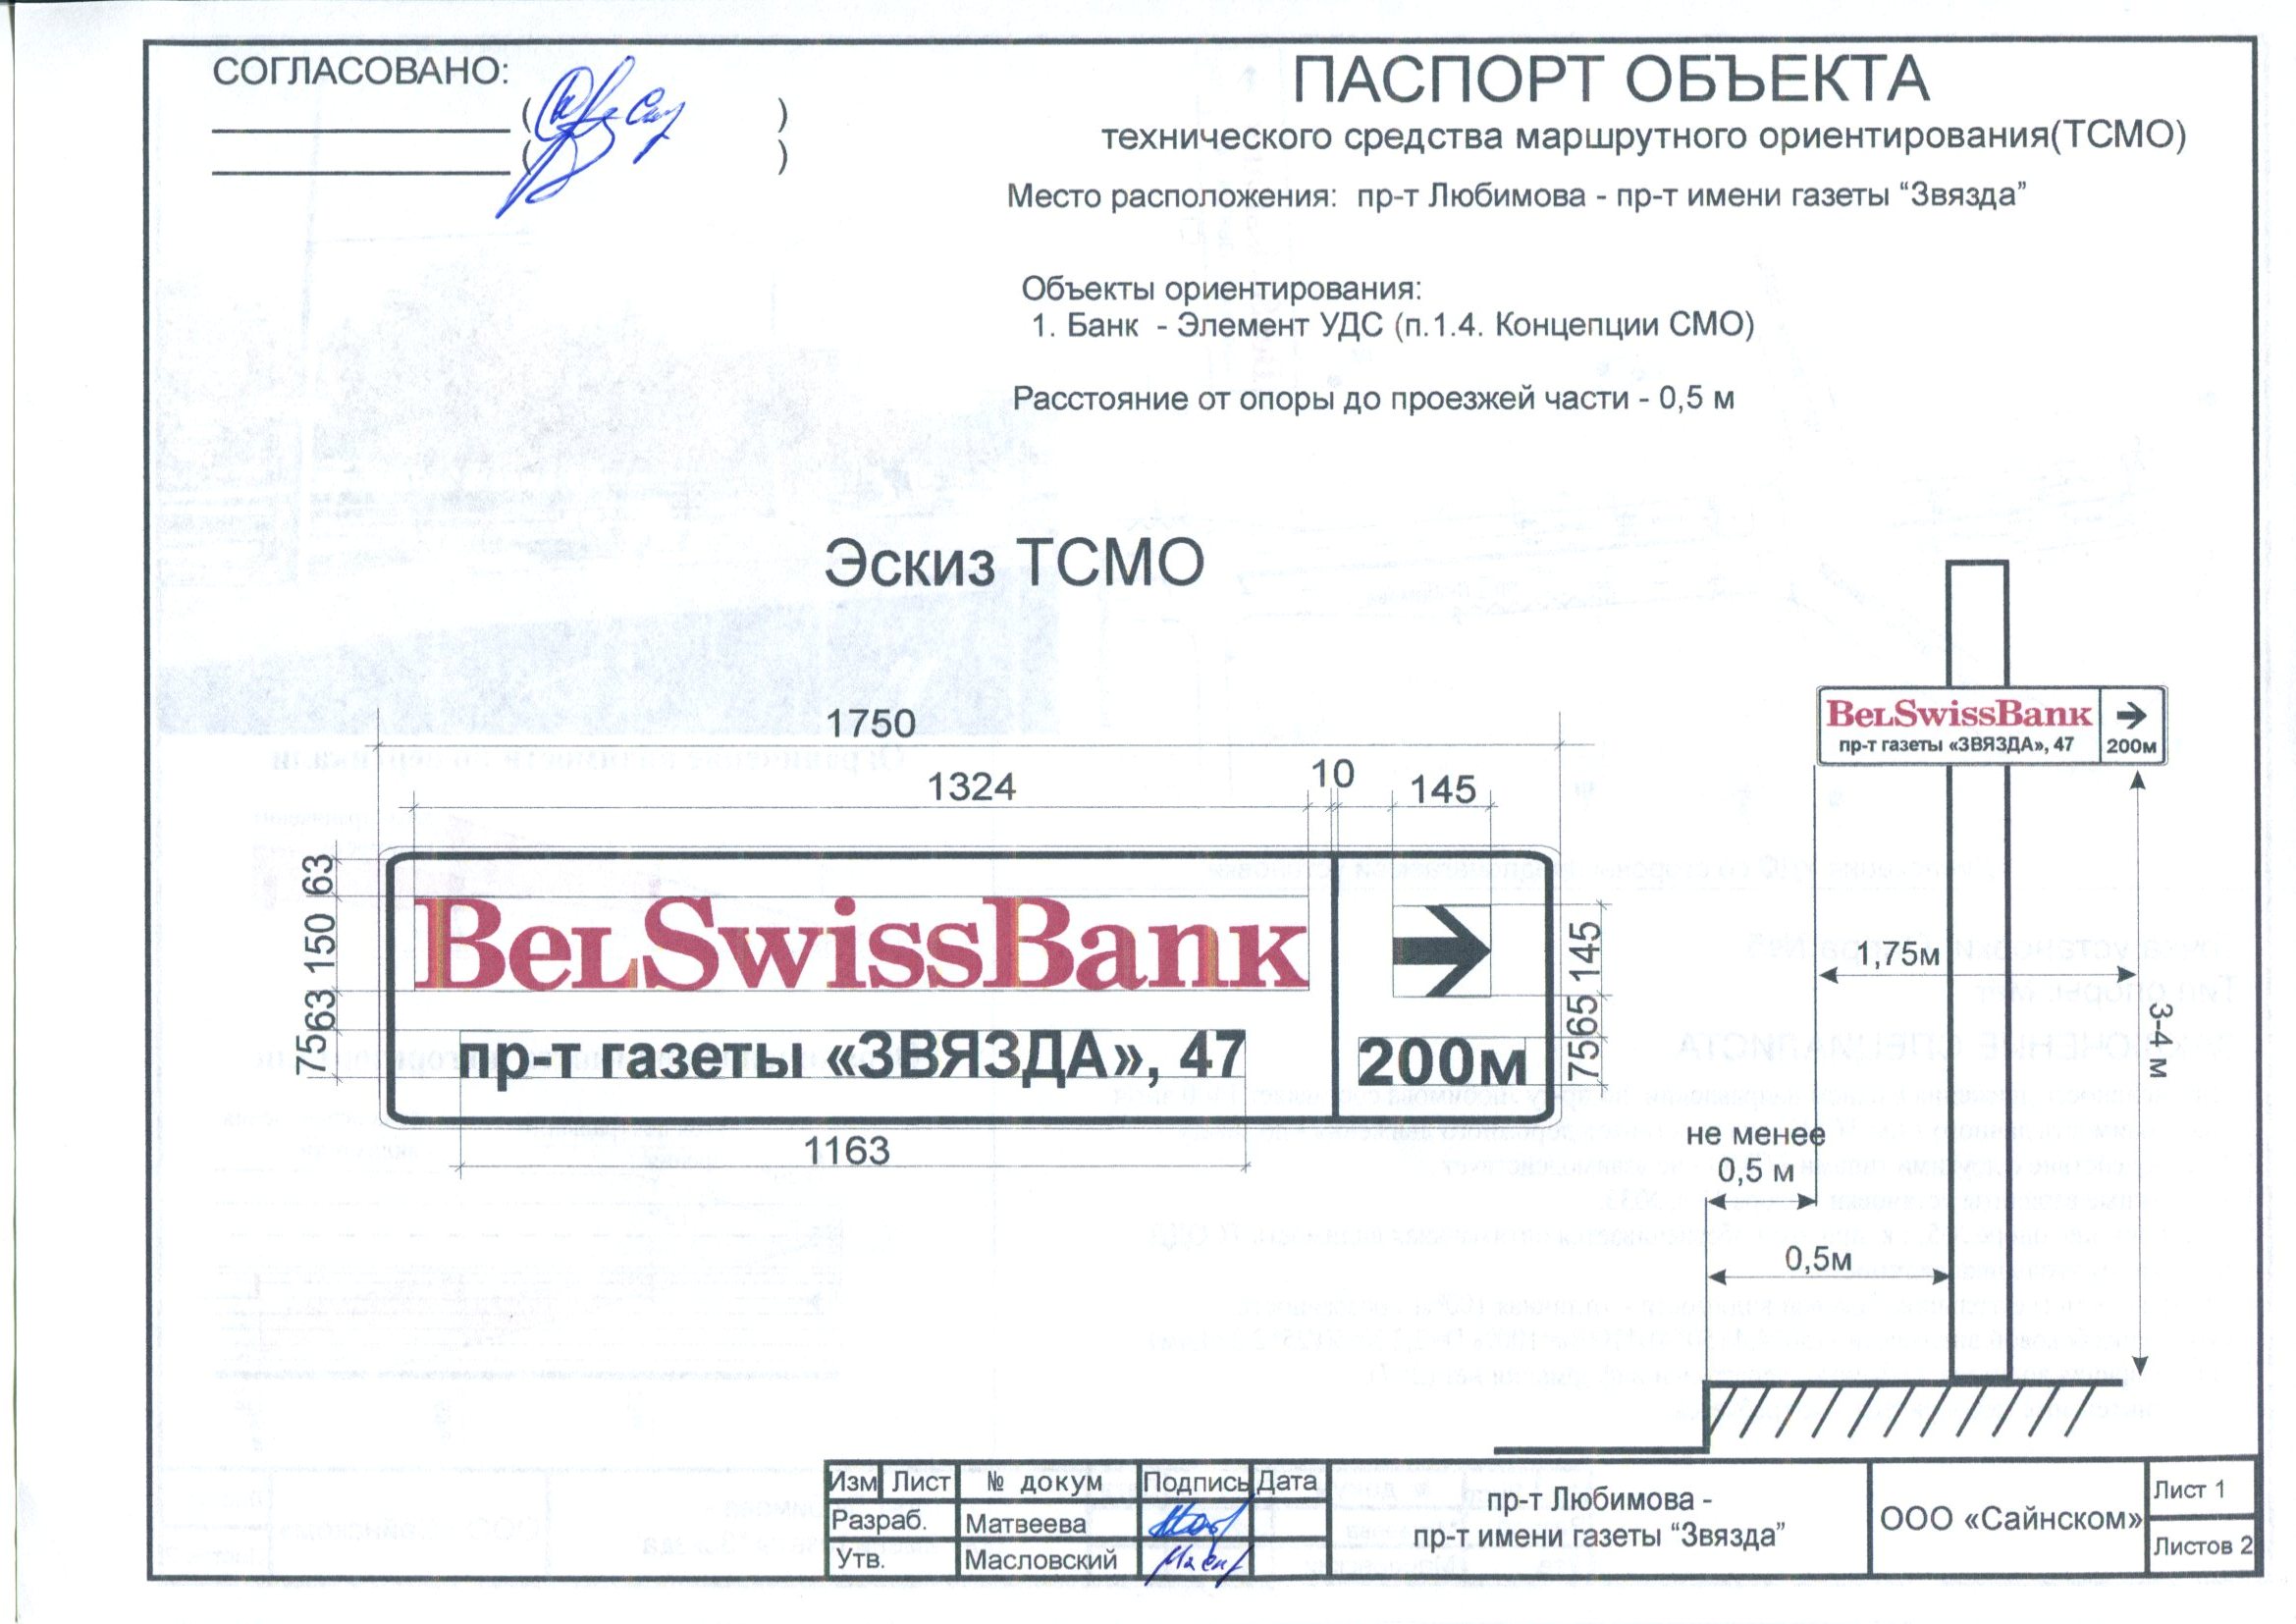 СОГЛАСОВАНО:
ПАСПОРТ ОБЪЕКТА
технического средства маршрутного ориентирования(ТСМО)
Место расположения: пр-т Любимова - пр-т имени газеты “Звязда”
Объекты ориентирования:
1. Банк - Элемент УДС (п.1.4. Концепции СМО)
Расстояние от опоры до проезжей части - 0,5 м
Эскиз ТСМО
1750
1324
10
145
63
150
63
75
BelSwissBank
пр-т газеты «ЗВЯЗДА», 47
200м
145
65
75
1163
BelSwissBank
пр-т газеты «ЗВЯЗДА», 47
200м
1,75м
3-4 м
не менее
0,5 м
0,5м
Изм Лист № докум Подпись Дата
Разраб. Матвеева
Утв. Масловский
пр-т Любимова -
пр-т имени газеты “Звязда”
ООО «Сайнском»
Лист 1
Листов 2